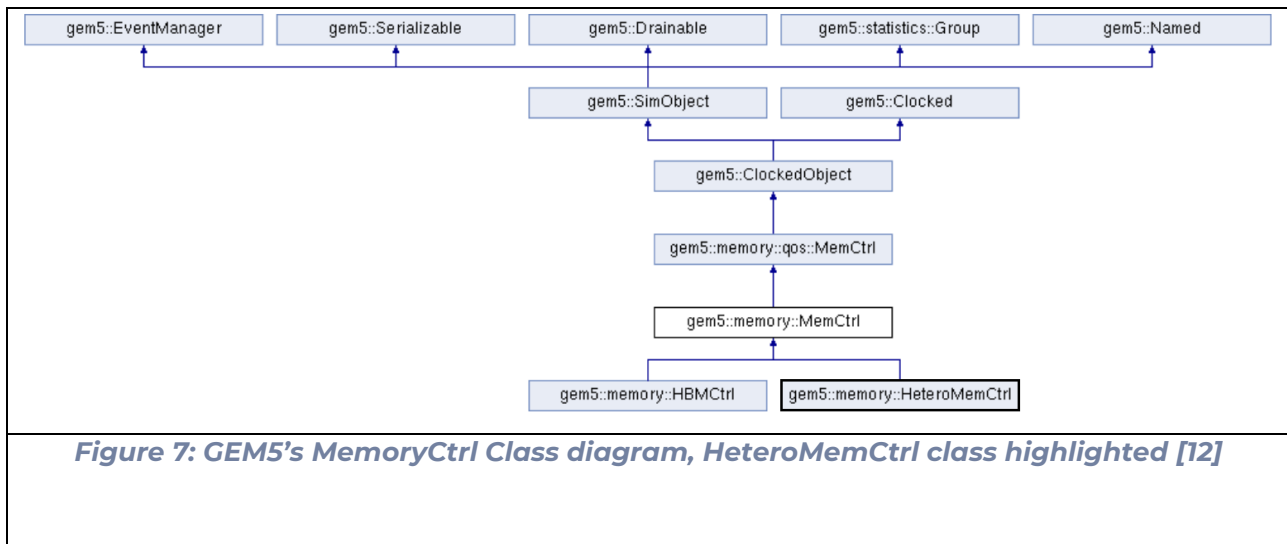 gem5::EventManager
gem5::Serializable
gem5::Drainable
gem5::statistics::Group
gem5::Named
gem5::SimObject
gem5::Clocked
gem5::ClockedObject
gem5::memory::qos::MemCtrl
gem5::memory::MemCtrl
gem5::memory::HBMCtrl
gem5::memory::HeteroMemCtrl
Figure 7: GEM5’s MemoryCtrl Class diagram, HeteroMemCtrl class highlighted [12]